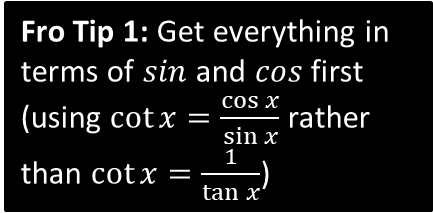 Fro Tip 1: Get everything in
terms of sin and cos first
(using cot x = cos x / sin x rather
than cot x = 1 / tan x)